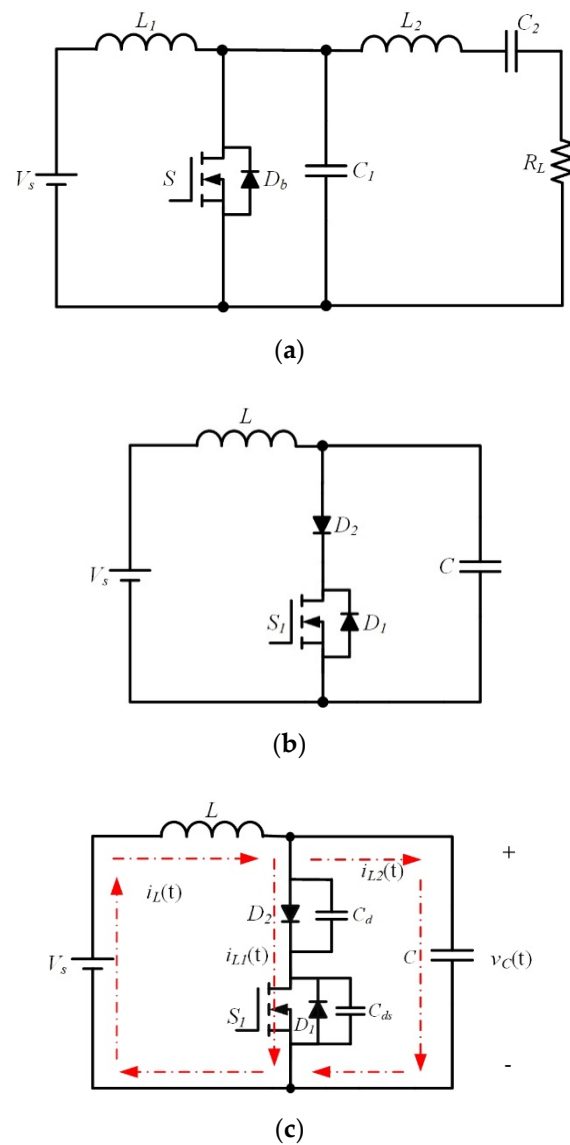 L1
L2
C2
Vs
S
Db
C1
RL
(a)
L
D2
Vs
C
S1
D1
(b)
L
+
iL2(t)
iL(t)
D2
Cd
Vs
iL1(t)
C
vC(t)
S1
D1
Cds
-
(c)